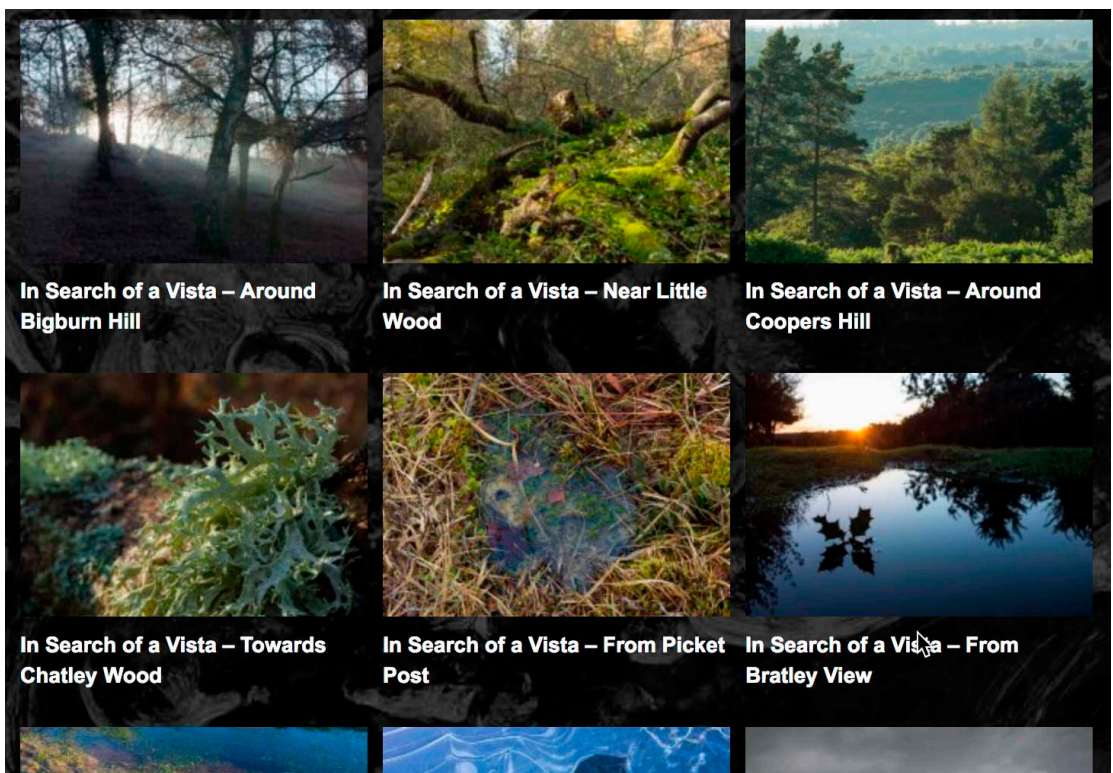 In Search of a Vista – Around
Bigburn Hill
In Search of a Vista – Near Little
Wood
In Search of a Vista – Around
Coopers Hill
In Search of a Vista – Towards
Chatley Wood
In Search of a Vista – From Picket
Post
In Search of a Vista – From
Bratley View